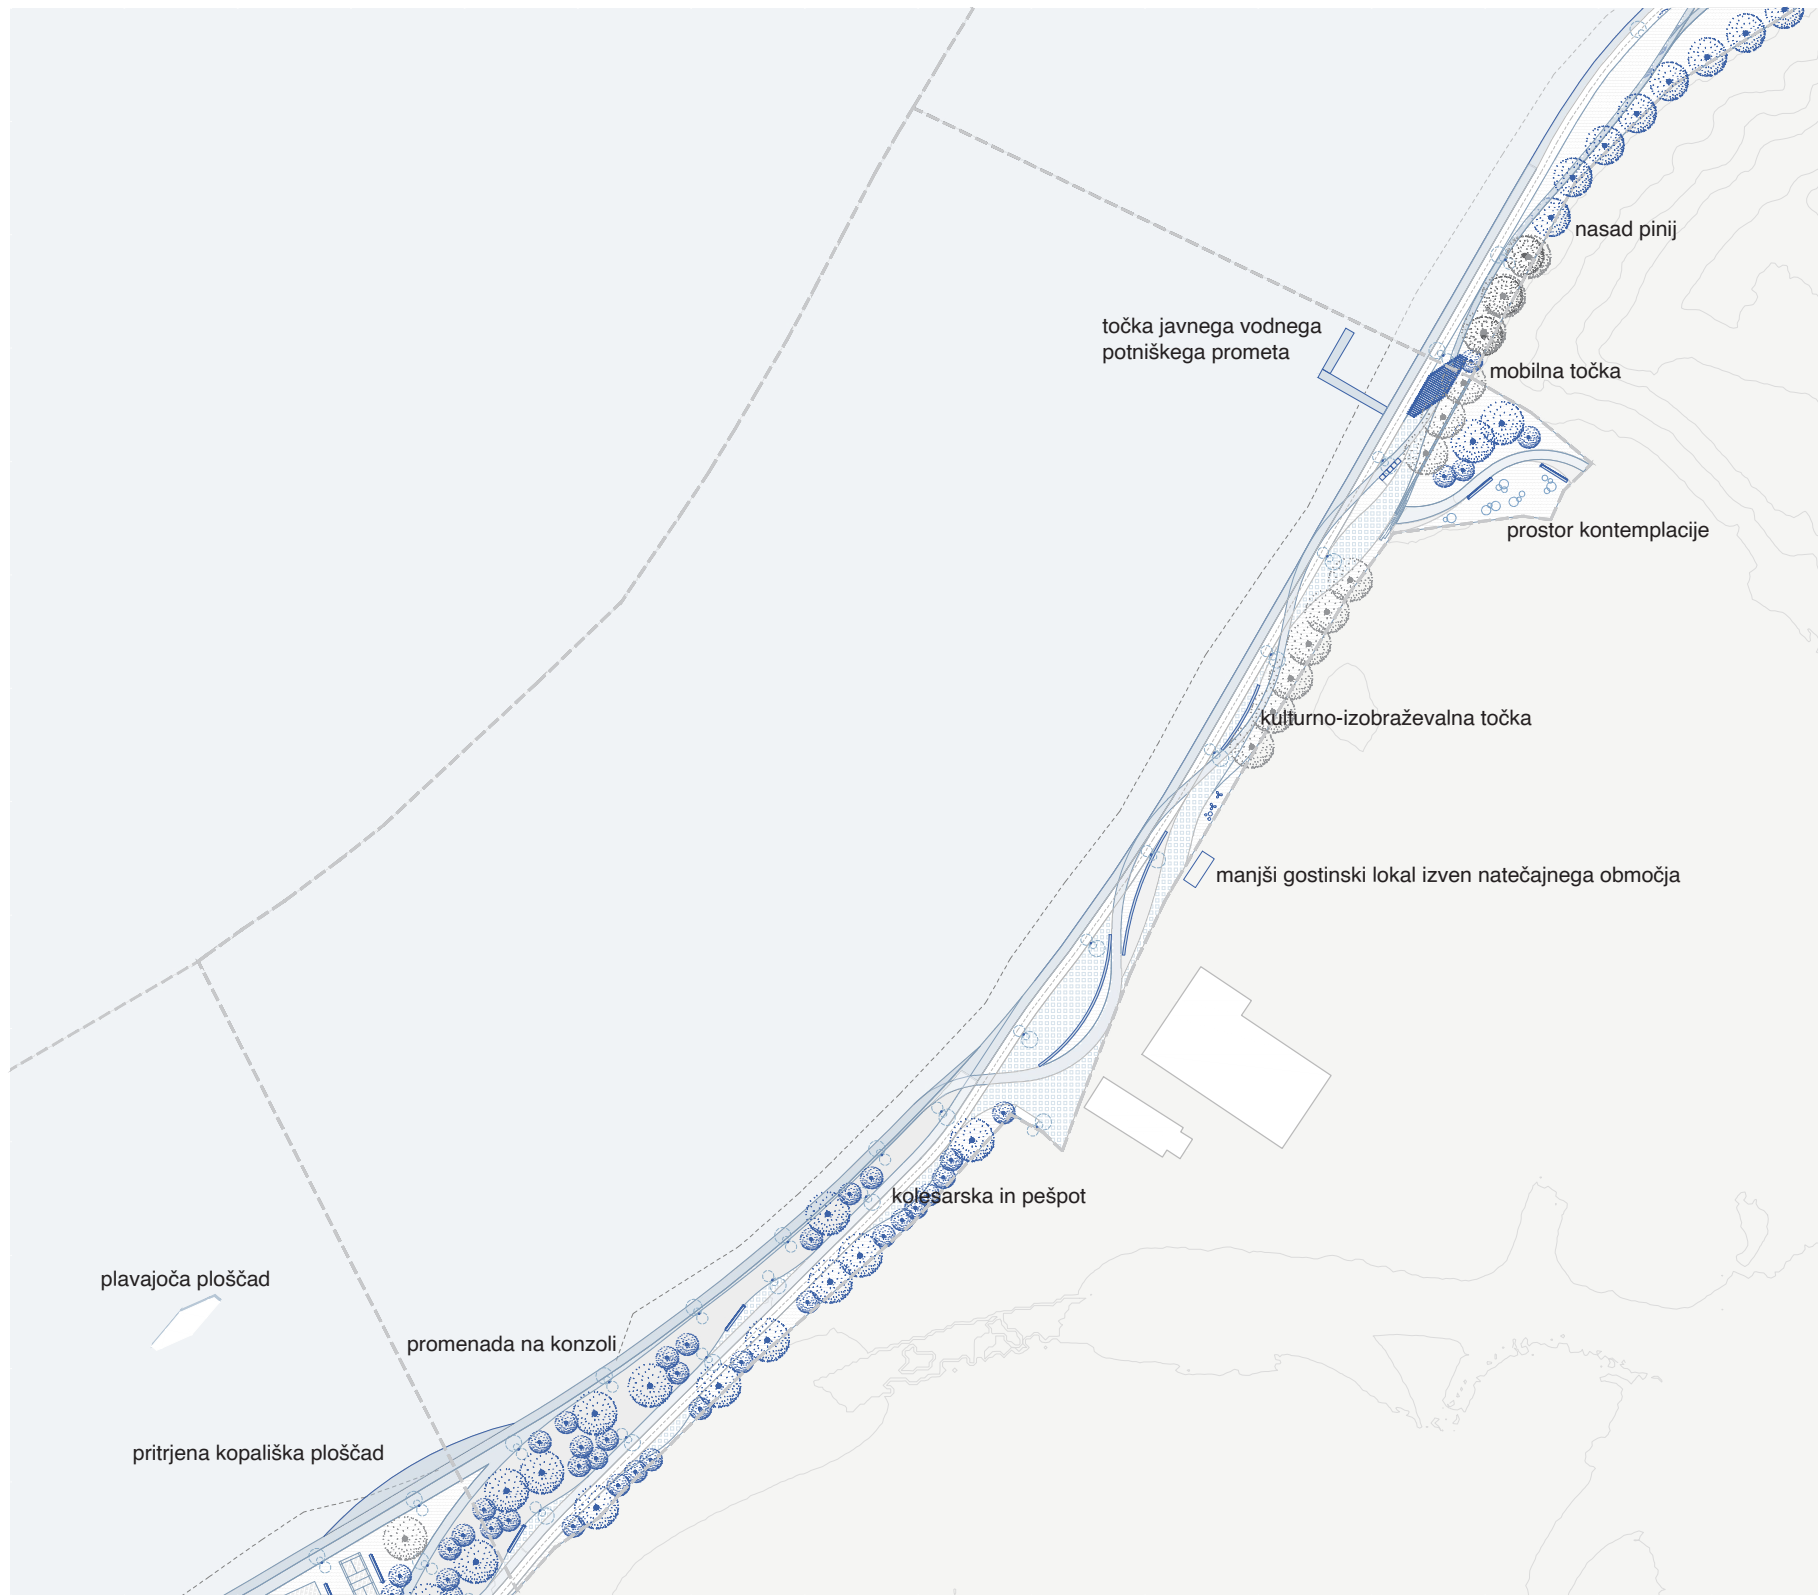 nasad pinij
točka javnega vodnega
potniškega prometa
mobilna točka
prostor kontemplacije
kulturno-izobraževalna točka
manjši gostinski lokal izven natečajnega območja
kolesarska in pešpot
plavajoča ploščad
promenada na konzoli
pritrjena kopališka ploščad